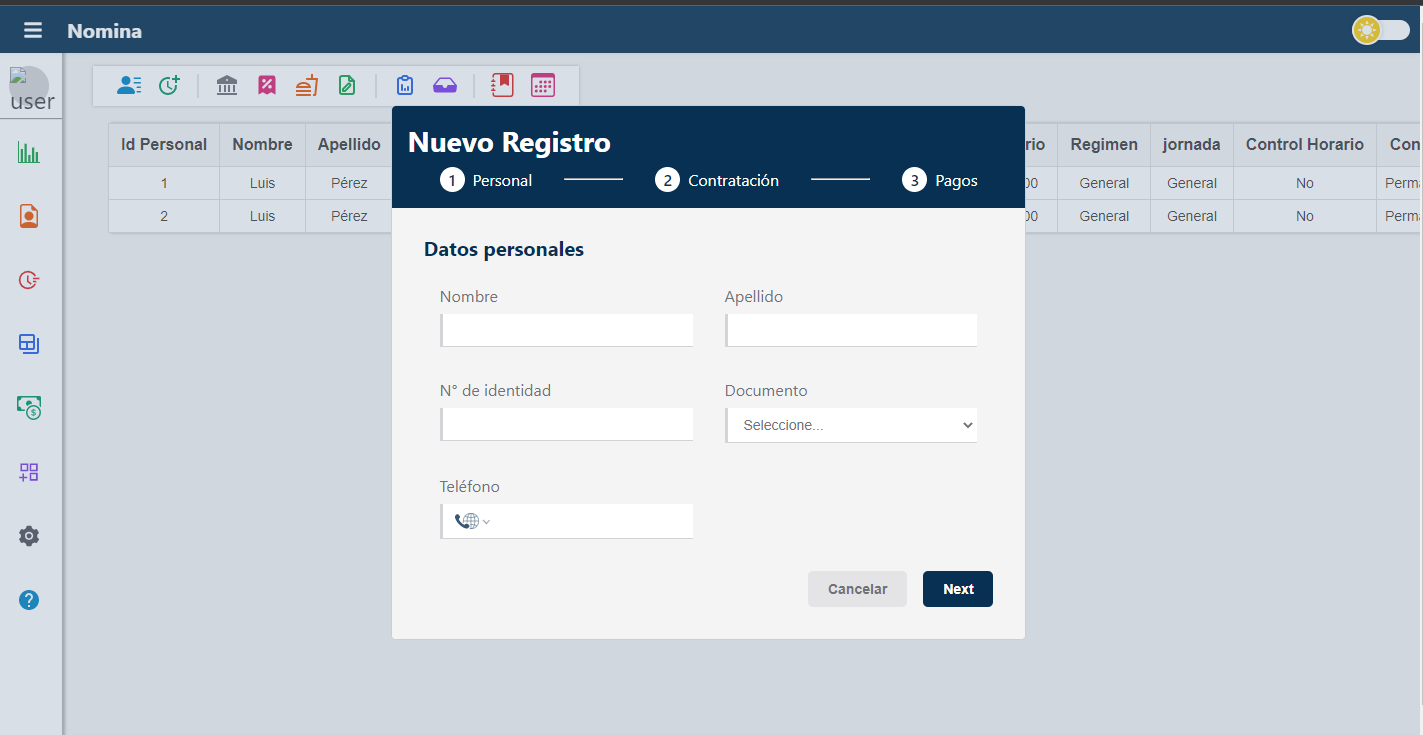 Nomina
user
Id Personal Nombre Apellido rio Regimen jornada Control Horario Con
1 Luis Pérez 00 General General No Perma
2 Luis Pérez 00 General General No Perma
Nuevo Registro
1 Personal 2 Contratación 3 Pagos
Datos personales
Nombre Apellido
N° de identidad Documento
Seleccione...
Teléfono
Cancelar Next